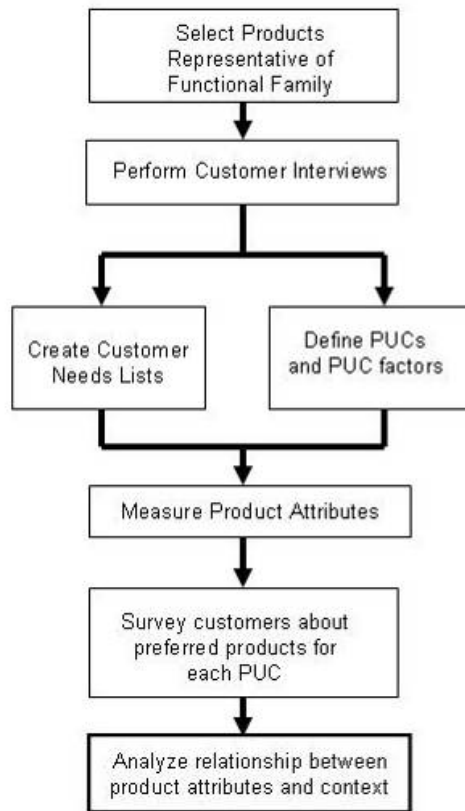 Select Products
Representative of
Functional Family
Perform Customer Interviews
Create Customer
Needs Lists
Define PUCs
and PUC factors
Measure Product Attributes
Survey customers about
preferred products for
each PUC
Analyze relationship between
product attributes and context